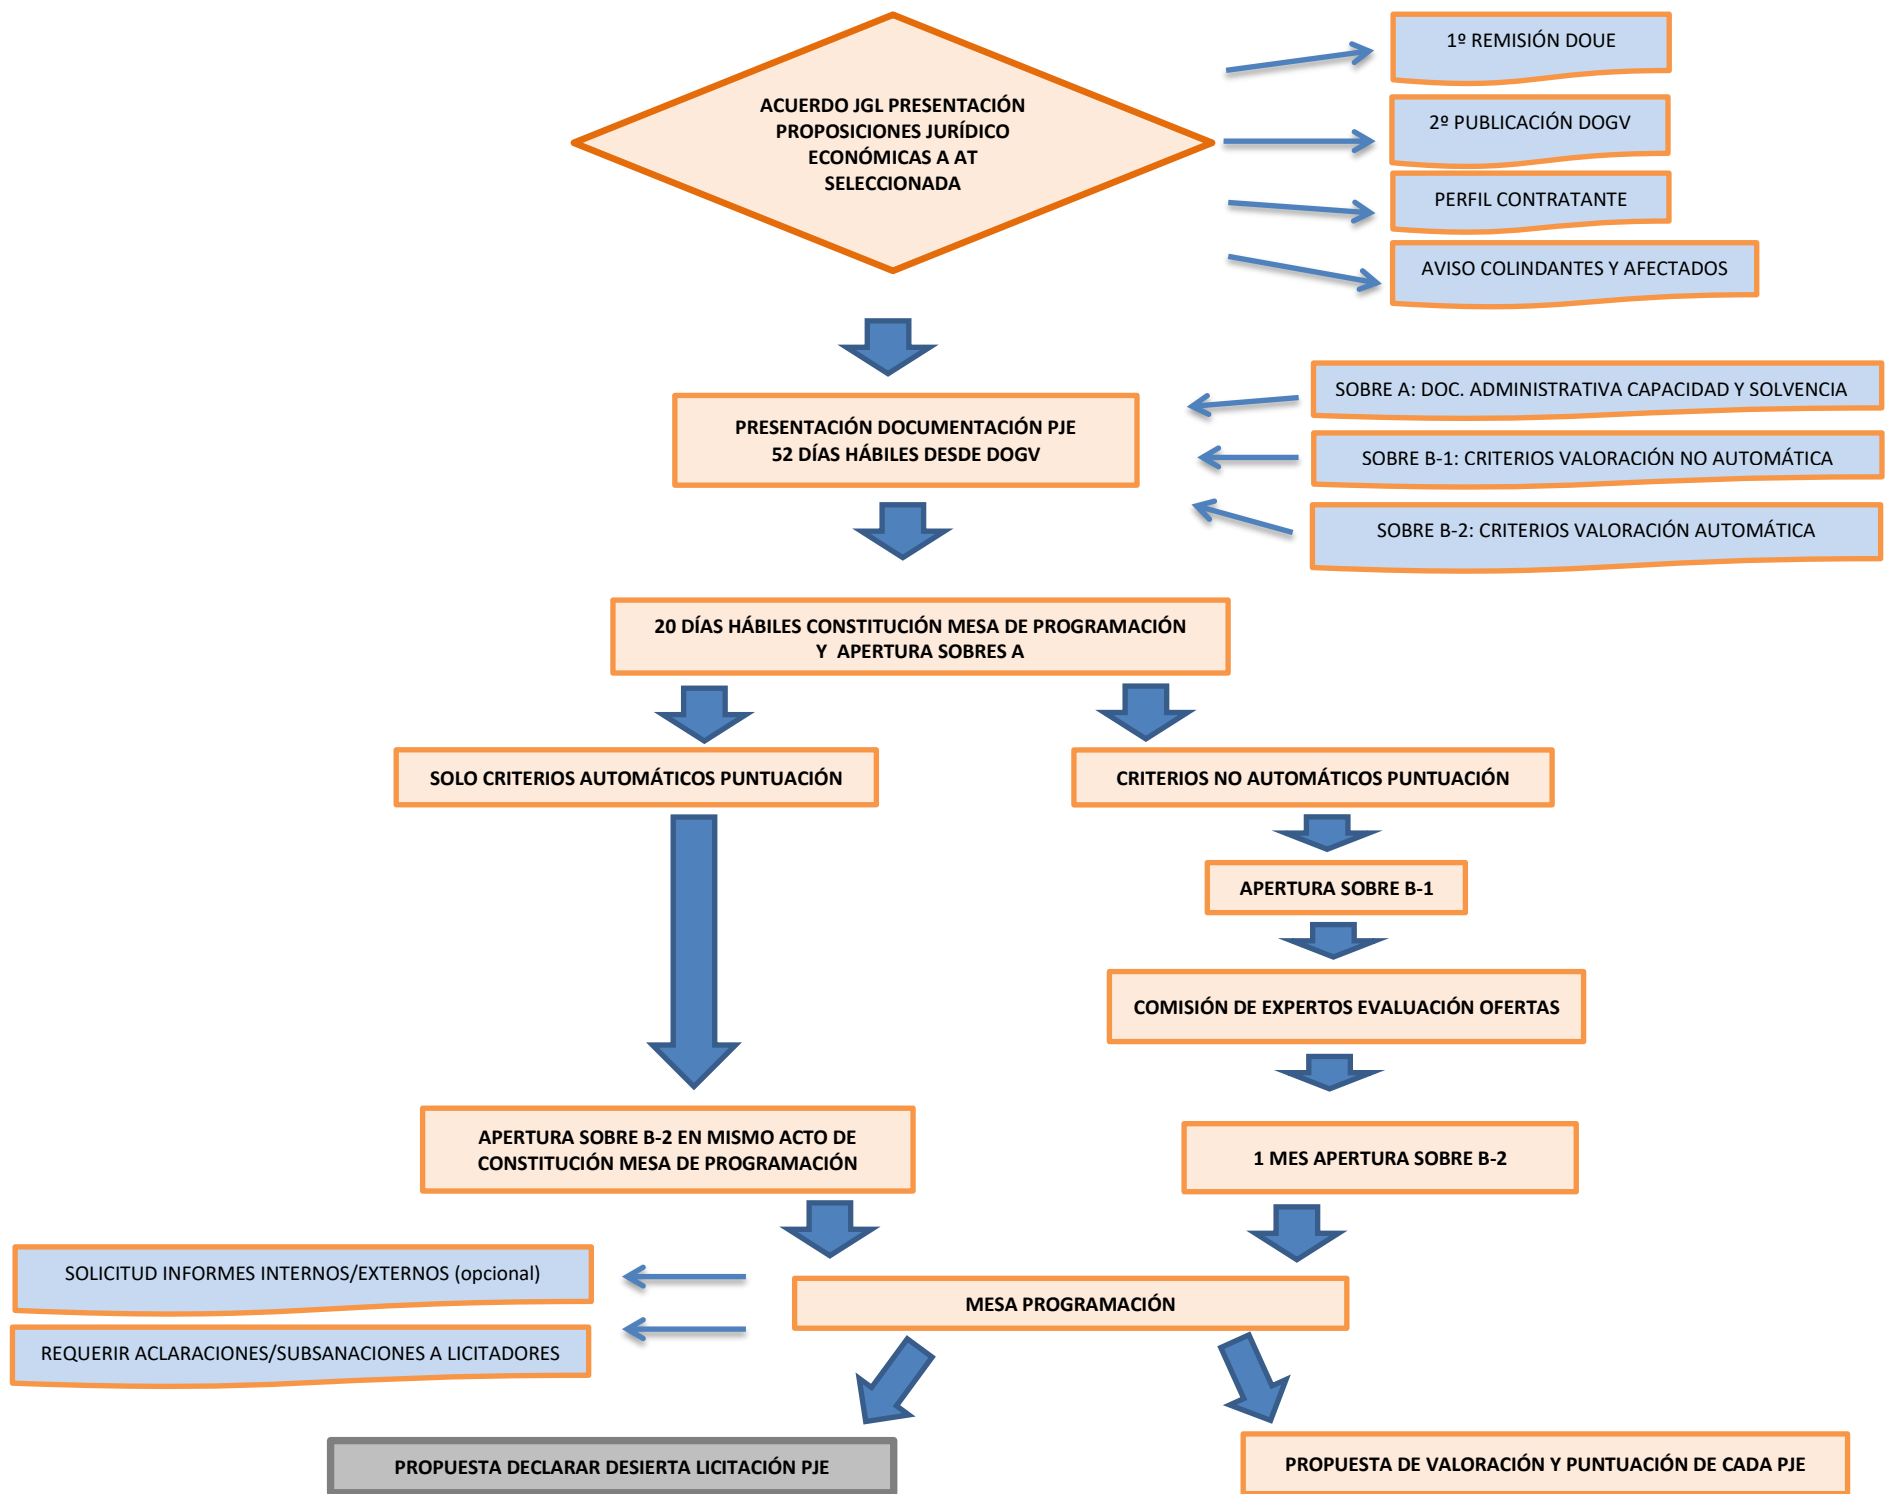 ACUERDO JGL PRESENTACIÓN
PROPOSICIONES JURÍDICO
ECONÓMICAS A AT
SELECCIONADA
1º REMISIÓN DOUE
2º PUBLICACIÓN DOGV
PERFIL CONTRATANTE
AVISO COLINDANTES Y AFECTADOS
PRESENTACIÓN DOCUMENTACIÓN PJE
52 DÍAS HÁBILES DESDE DOGV
SOBRE A: DOC. ADMINISTRATIVA CAPACIDAD Y SOLVENCIA
SOBRE B-1: CRITERIOS VALORACIÓN NO AUTOMÁTICA
SOBRE B-2: CRITERIOS VALORACIÓN AUTOMÁTICA
20 DÍAS HÁBILES CONSTITUCIÓN MESA DE PROGRAMACIÓN
Y APERTURA SOBRES A
SOLO CRITERIOS AUTOMÁTICOS PUNTUACIÓN
CRITERIOS NO AUTOMÁTICOS PUNTUACIÓN
APERTURA SOBRE B-1
COMISIÓN DE EXPERTOS EVALUACIÓN OFERTAS
APERTURA SOBRE B-2 EN MISMO ACTO DE
CONSTITUCIÓN MESA DE PROGRAMACIÓN
1 MES APERTURA SOBRE B-2
SOLICITUD INFORMES INTERNOS/EXTERNOS (opcional)
REQUERIR ACLARACIONES/SUBSANACIONES A LICITADORES
MESA PROGRAMACIÓN
PROPUESTA DECLARAR DESIERTA LICITACIÓN PJE
PROPUESTA DE VALORACIÓN Y PUNTUACIÓN DE CADA PJE